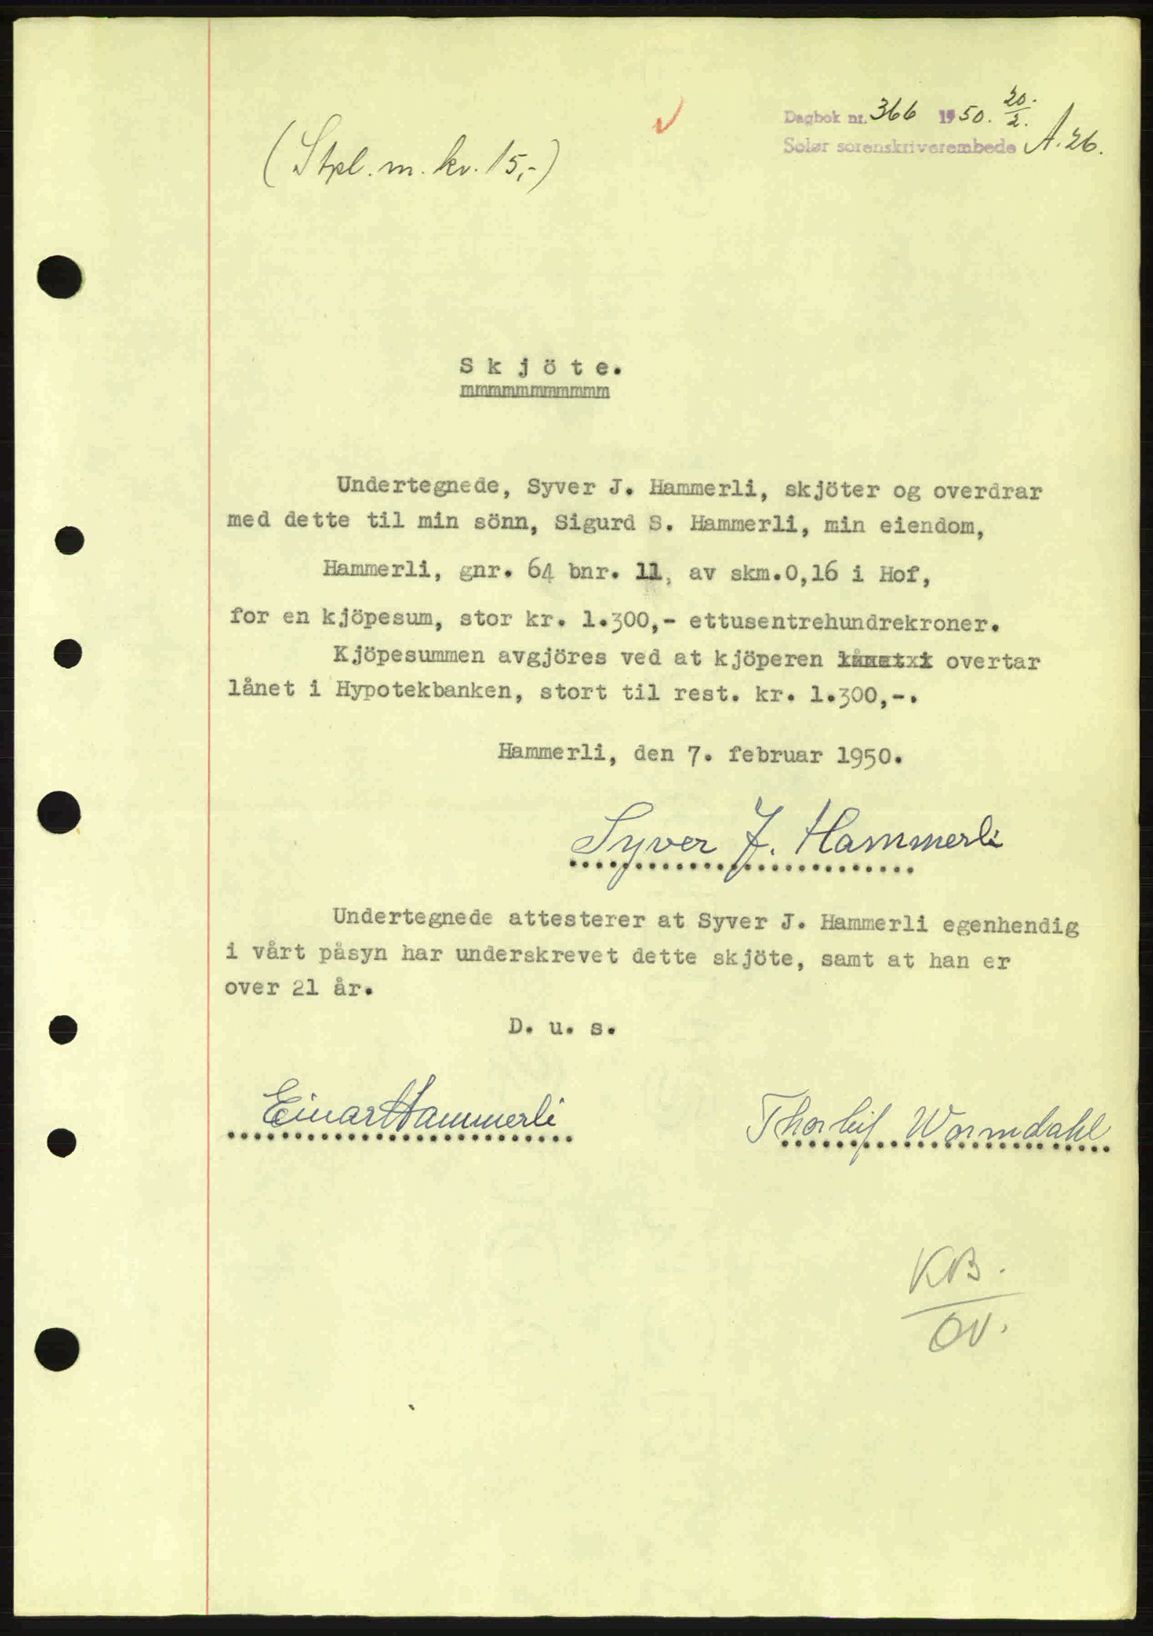 (Stpl. m. kr. 15,-)
Dagbok nr. 366 1950. 20/2.
Solør sorenskriverembede A. 26.
Skjöte.
mmmmmmmmmmm
Undertegnede, Syver J. Hammerli, skjöter og overdrar
med dette til min sönn, Sigurd S. Hammerli, min eiendom,
Hammerli, gnr. 64 bnr. 11, av skm.0,16 i Hof,
for en kjöpesum, stor kr. 1.300,- ettusentrehundrekroner.
Kjöpesummen avgjöres ved at kjöperen overtar
lånet i Hypotekbanken, stort til rest. kr. 1.300,-.
Hammerli, den 7. februar 1950.
Syver J. Hammerli
Undertegnede attesterer at Syver J. Hammerli egenhendig
i vårt påsyn har underskrevet dette skjöte, samt at han er
over 21 år.
D. u. s.
Einar Hammerli
Thorleif Wormdahl
KB.
OV.